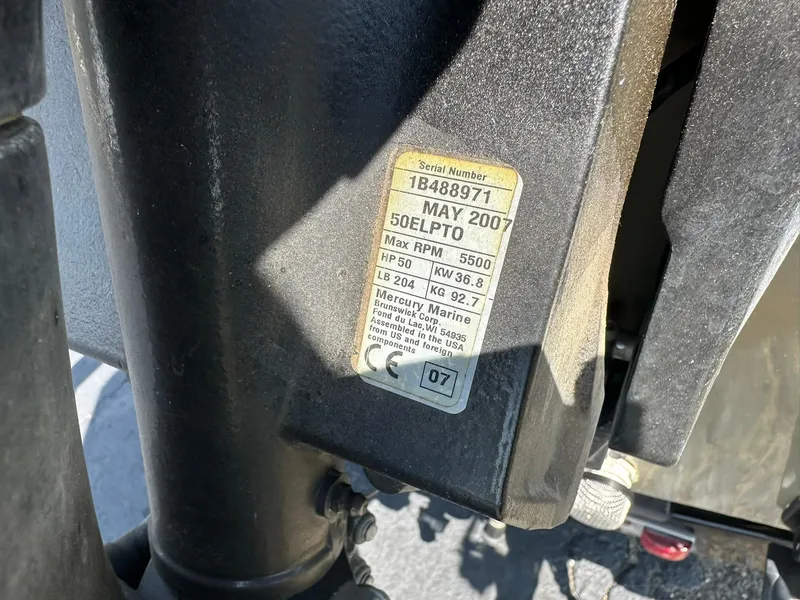 Serial Number
1B488971
MAY 2007
50ELPTO
Max RPM 5500
HP 50 KW 36.8
LB 204 KG 92.7
Mercury Marine
Brunswick Corp.
Fond du Lac, WI 54935
Assembled in the USA
from US and foreign
components
CE 07